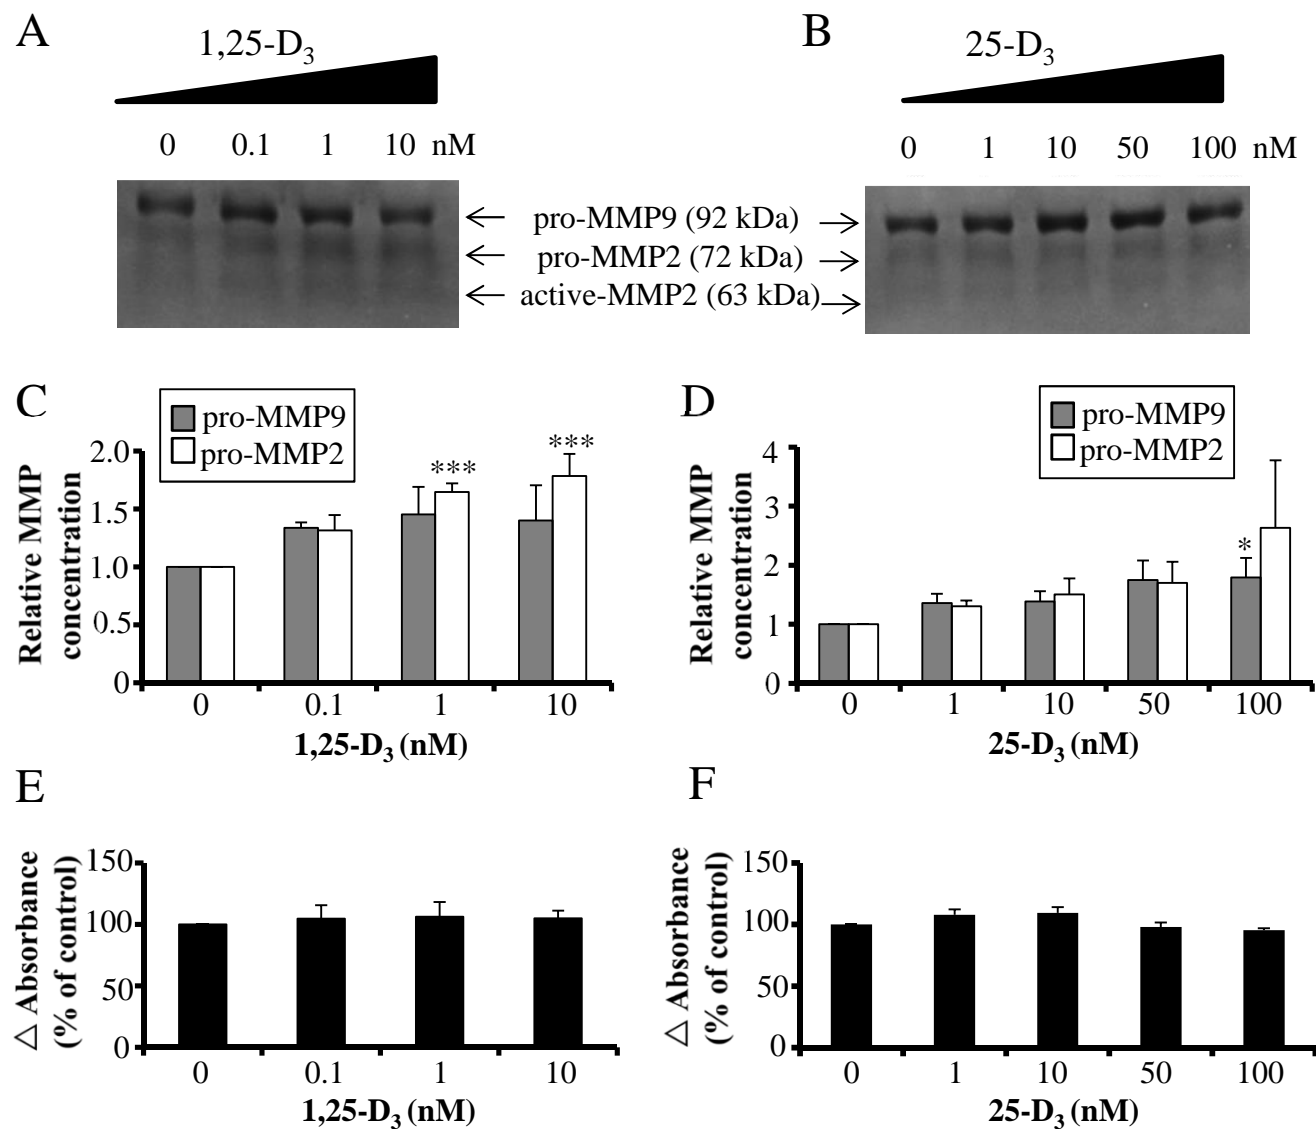 A
1,25-D3
0 0.1 1 10 nM
B
25-D3
0 1 10 50 100 nM
pro-MMP9 (92 kDa)
pro-MMP2 (72 kDa)
active-MMP2 (63 kDa)
C
pro-MMP9
pro-MMP2
Relative MMP
concentration
2.0
1.5
1.0
0.5
0
*** ***
0 0.1 1 10
1,25-D3 (nM)
D
pro-MMP9
pro-MMP2
Relative MMP
concentration
4
3
2
1
0
*
0 1 10 50 100
25-D3 (nM)
E
△ Absorbance
(% of control)
150
100
50
0
0 0.1 1 10
1,25-D3 (nM)
F
△ Absorbance
(% of control)
150
100
50
0
0 1 10 50 100
25-D3 (nM)